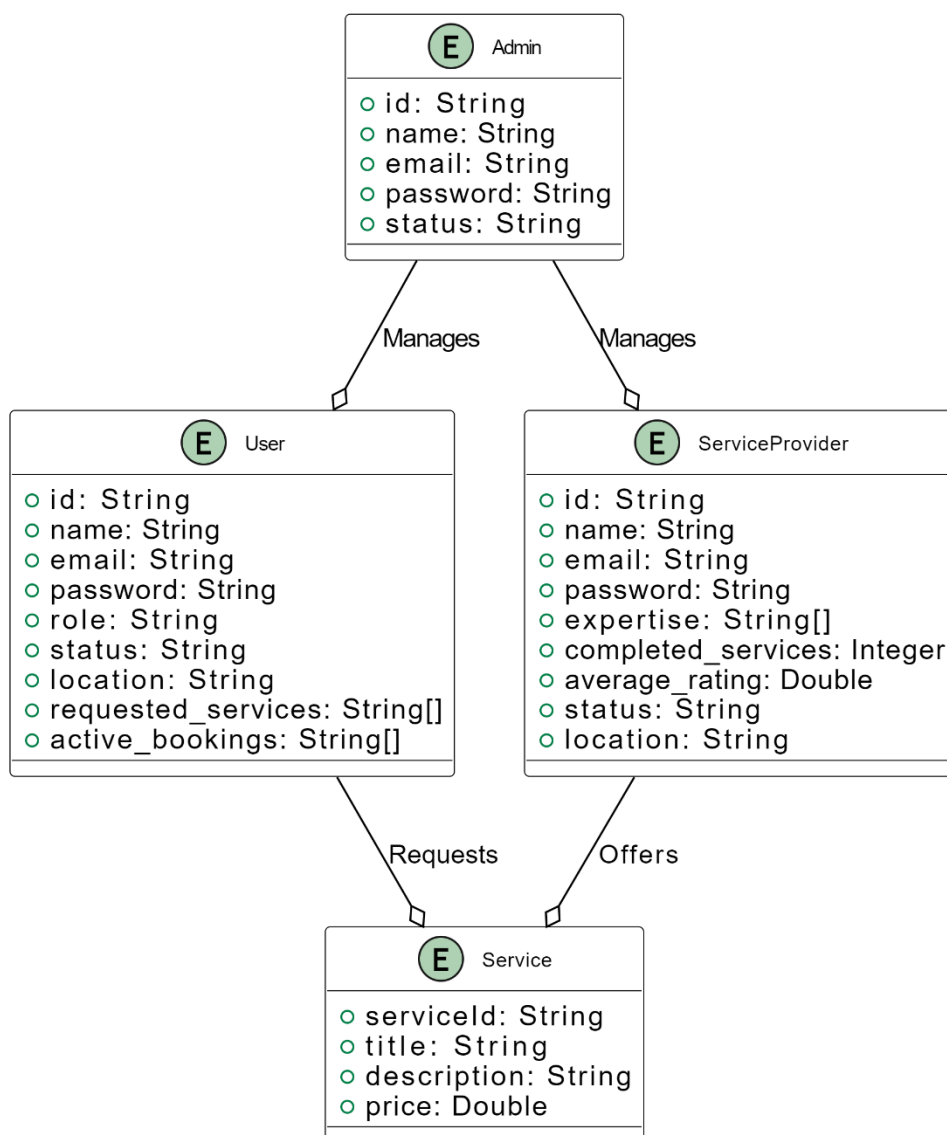 E Admin
id: String
name: String
email: String
password: String
status: String
Manages Manages
E User
id: String
name: String
email: String
password: String
role: String
status: String
location: String
requested_services: String[]
active_bookings: String[]
E ServiceProvider
id: String
name: String
email: String
password: String
expertise: String[]
completed_services: Integer
average_rating: Double
status: String
location: String
Requests Offers
E Service
serviceId: String
title: String
description: String
price: Double